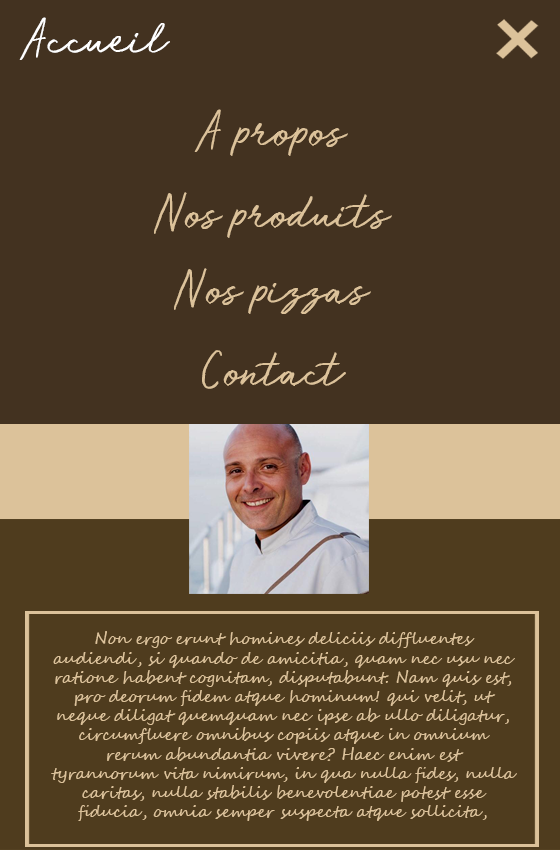 Accueil
A propos
Nos produits
Nos pizzas
Contact
Non ergo erunt homines deliciis diffluentes
audiendi, si quando de amicitia, quam nec usu nec
ratione habent cognitam, disputabunt. Nam quis est,
pro deorum fidem atque hominum! qui velit, ut
neque diligat quemquam nec ipse ab ullo diligatur,
circumfluere omnibus copiis atque in omnium
rerum abundantia vivere? Haec enim est
tyrannorum vita nimirum, in qua nulla fides, nulla
caritas, nulla stabilis benevolentiae potest esse
fiducia, omnia semper suspecta atque sollicita,